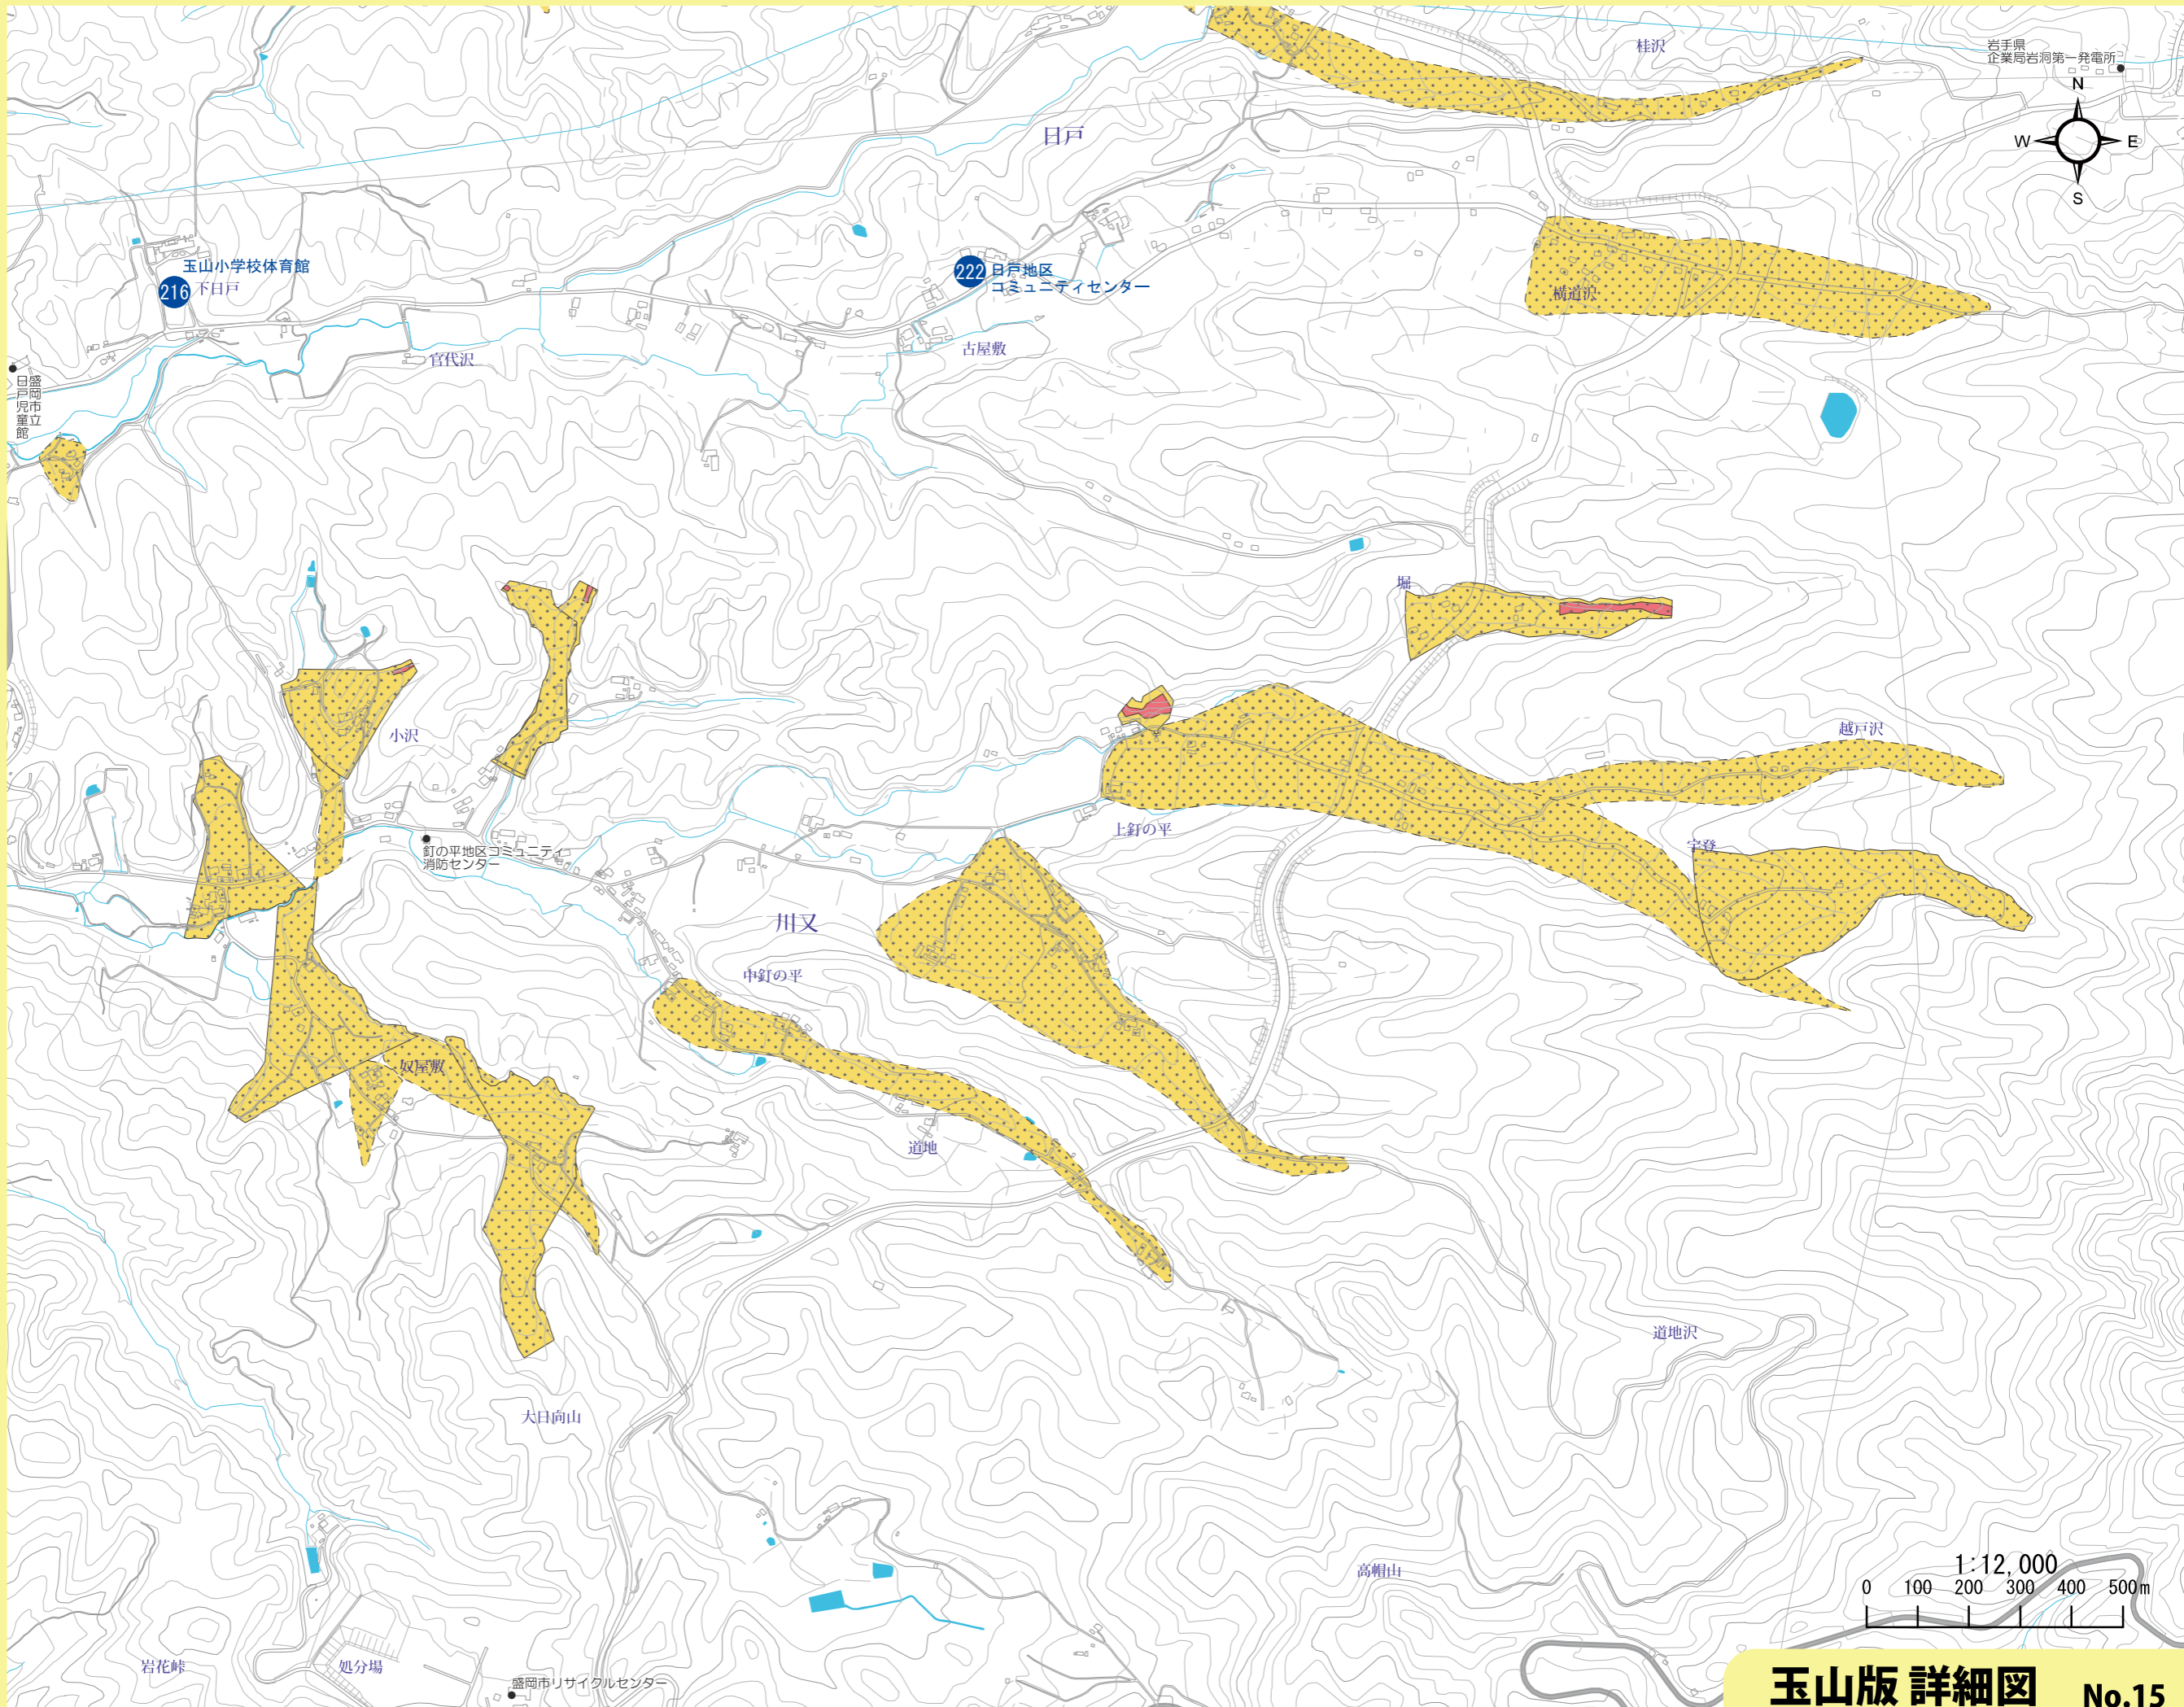 桂沢
岩手県
企業局岩洞第一発電所
N
W
E
S
日戸
玉山小学校体育館
216
下日戸
222
日戸地区
コミュニティセンター
横道沢
官代沢
古屋敷
盛岡市立
日戸児童館
堀
小沢
越戸沢
上釘の平
宇登
釘の平地区コミュニティ
消防センター
川又
中釘の平
奴屋敷
道地
道地沢
大日向山
高帽山
1:12,000
0 100 200 300 400 500m
岩花峠
処分場
盛岡市リサイクルセンター
玉山版 詳細図 No.15